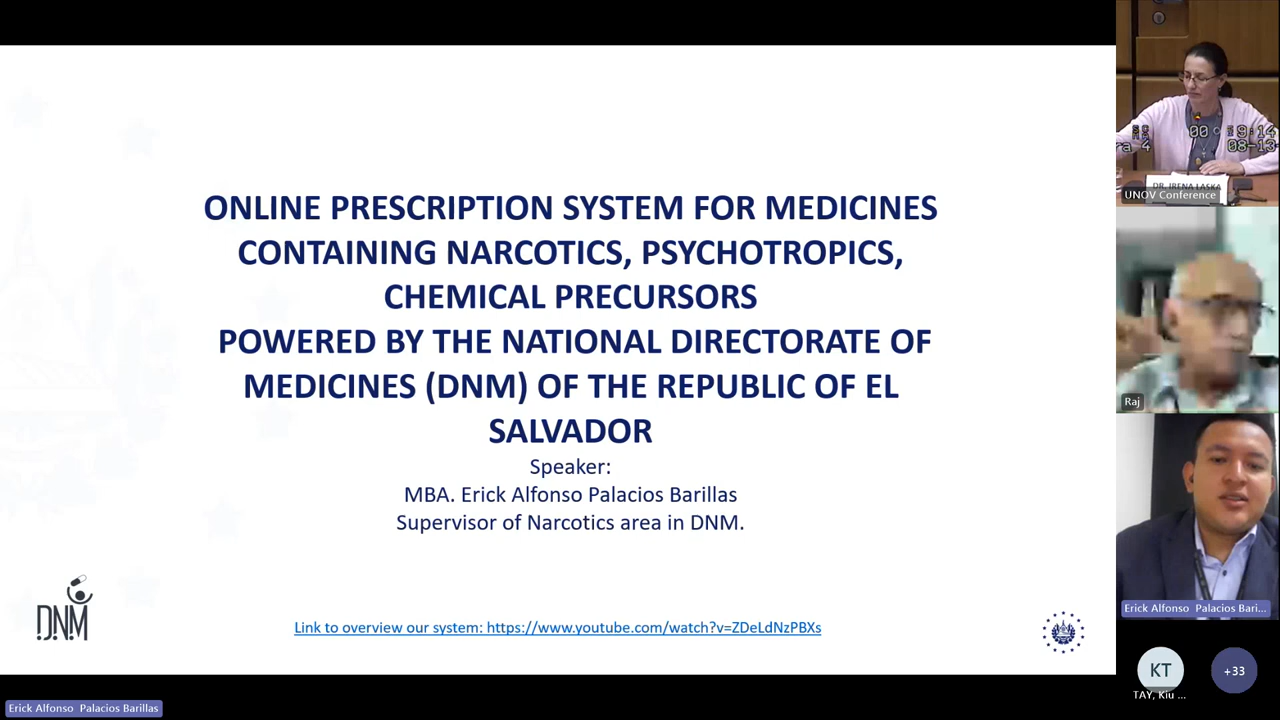 ONLINE PRESCRIPTION SYSTEM FOR MEDICINES
CONTAINING NARCOTICS, PSYCHOTROPICS,
CHEMICAL PRECURSORS
POWERED BY THE NATIONAL DIRECTORATE OF
MEDICINES (DNM) OF THE REPUBLIC OF EL
SALVADOR
Speaker:
MBA. Erick Alfonso Palacios Barillas
Supervisor of Narcotics area in DNM.
DNM
Link to overview our system: https://www.youtube.com/watch?v=ZDeLdNzPBXs
Erick Alfonso Palacios Barillas
DR. IRENA LASKA
UNOV Conference
Raj
Erick Alfonso Palacios Bari...
KT
TAY, Kiu ...
+33